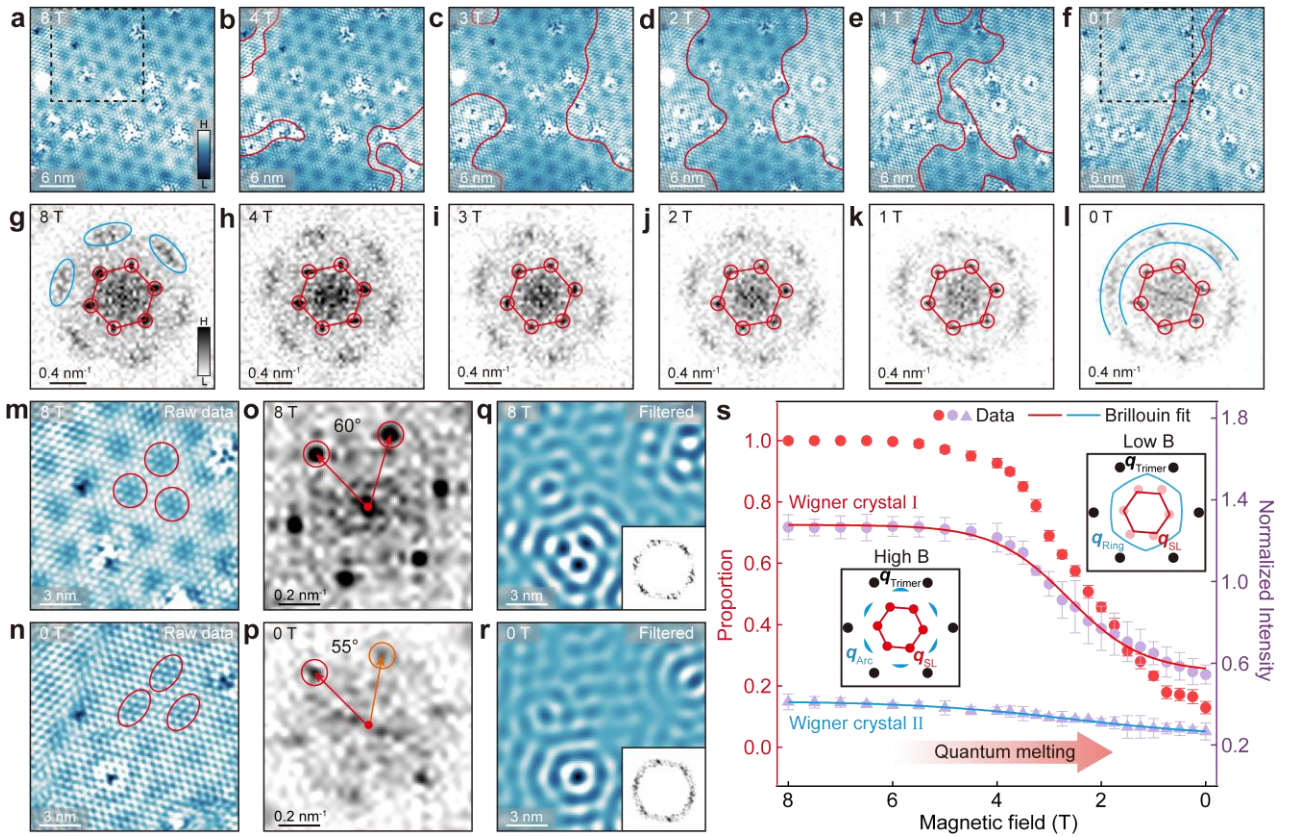 a 8 T H L 6 nm
b 4 T 6 nm
c 3 T 6 nm
d 2 T 6 nm
e 1 T 6 nm
f 0 T 6 nm
g 8 T H L 0.4 nm⁻¹
h 4 T 0.4 nm⁻¹
i 3 T 0.4 nm⁻¹
j 2 T 0.4 nm⁻¹
k 1 T 0.4 nm⁻¹
l 0 T 0.4 nm⁻¹
m 8 T Raw data 3 nm
o 8 T 60° 0.2 nm⁻¹
q 8 T Filtered 3 nm
n 0 T Raw data 3 nm
p 0 T 55° 0.2 nm⁻¹
r 0 T Filtered 3 nm
s
Data Brillouin fit
Proportion
1.0
0.8
0.6
0.4
0.2
0.0
Wigner crystal I
High B
qTrimer
qArc
qSL
Low B
qTrimer
qRing
qSL
Wigner crystal II
Quantum melting
1.8
1.4
1.0
0.6
0.2
Normalized Intensity
8 6 4 2 0
Magnetic field (T)